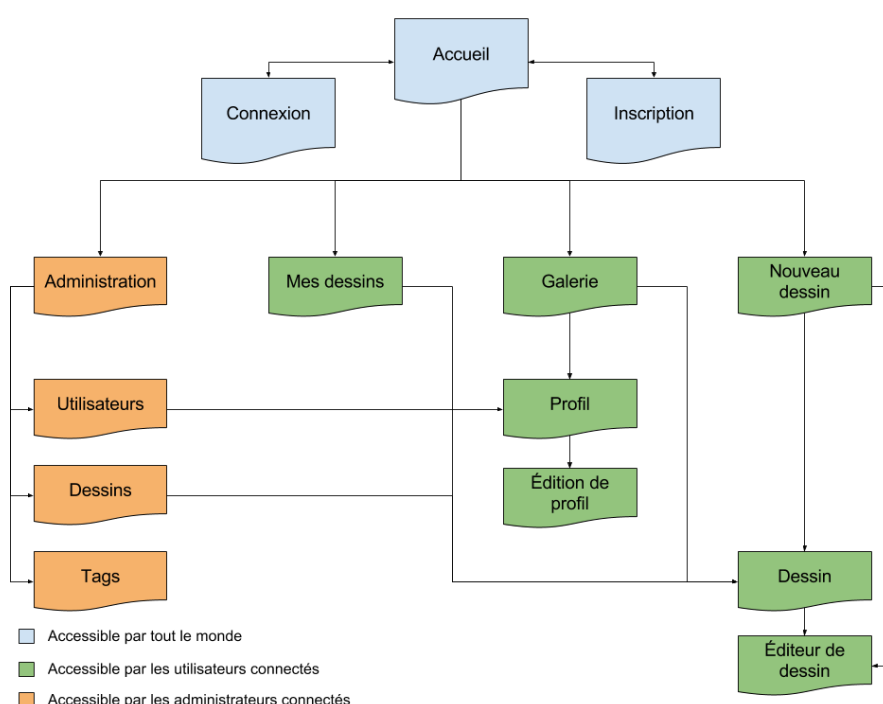 Accueil
Connexion
Inscription
Administration
Mes dessins
Galerie
Nouveau
dessin
Utilisateurs
Profil
Dessins
Édition de
profil
Tags
Dessin
Éditeur de
dessin
Accessible par tout le monde
Accessible par les utilisateurs connectés
Accessible par les administrateurs connectés